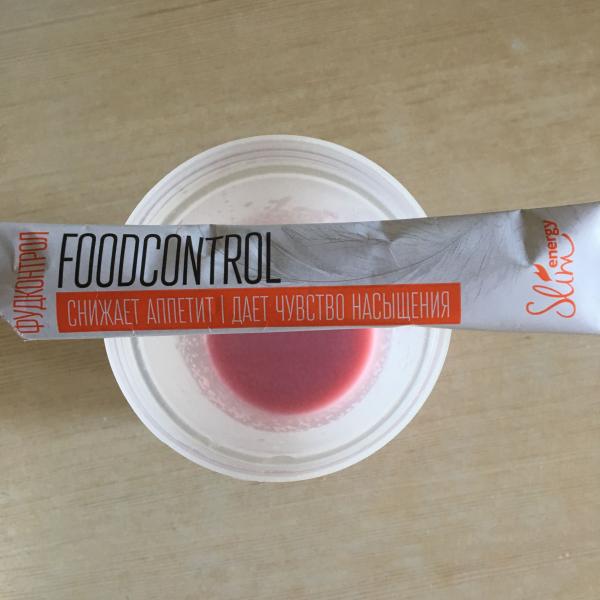 ФУДКОНТРОЛ
FOODCONTROL
СНИЖАЕТ АППЕТИТ | ДАЕТ ЧУВСТВО НАСЫЩЕНИЯ
Slim
energy